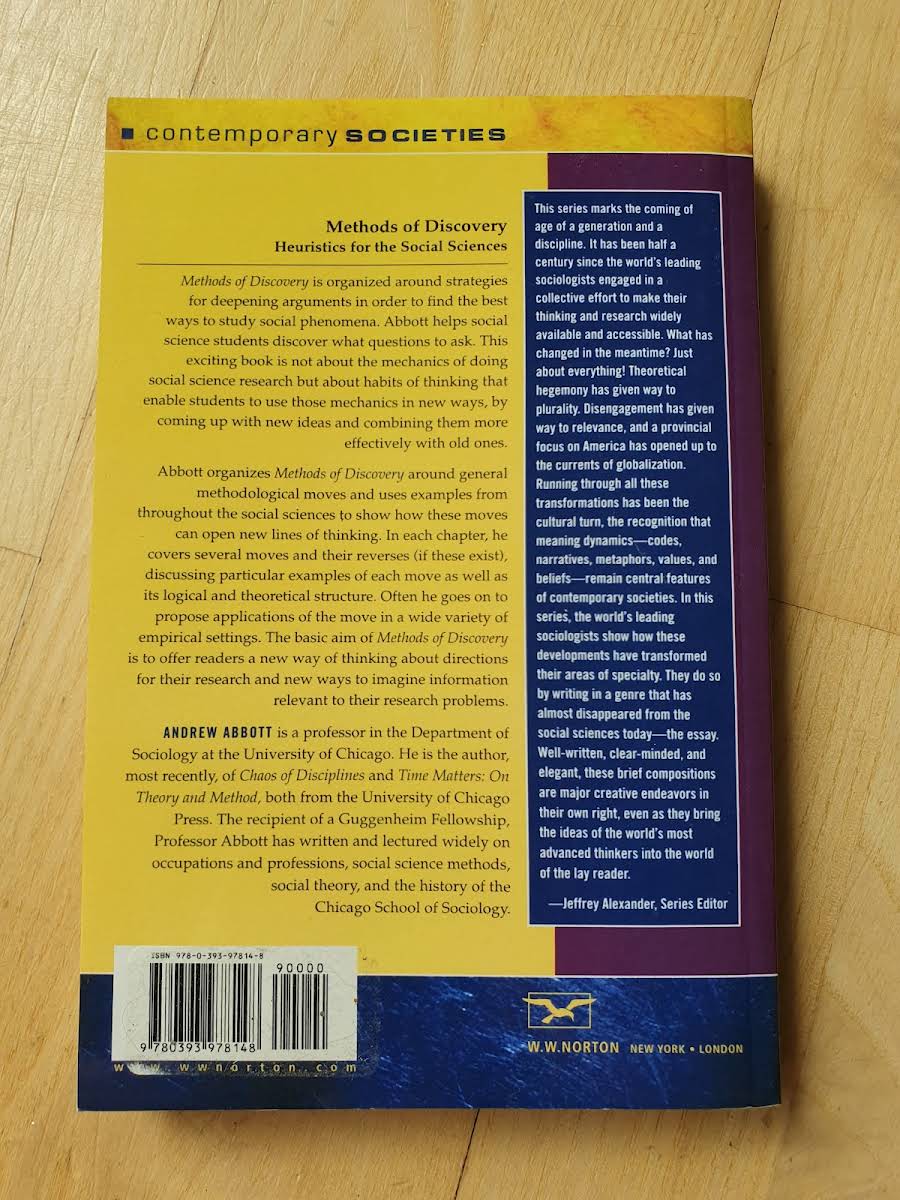 contemporary SOCIETIES
Methods of Discovery
Heuristics for the Social Sciences
Methods of Discovery is organized around strategies
for deepening arguments in order to find the best
ways to study social phenomena. Abbott helps social
science students discover what questions to ask. This
exciting book is not about the mechanics of doing
social science research but about habits of thinking that
enable students to use those mechanics in new ways, by
coming up with new ideas and combining them more
effectively with old ones.
Abbott organizes Methods of Discovery around general
methodological moves and uses examples from
throughout the social sciences to show how these moves
can open new lines of thinking. In each chapter, he
covers several moves and their reverses (if these exist),
discussing particular examples of each move as well as
its logical and theoretical structure. Often he goes on to
propose applications of the move in a wide variety of
empirical settings. The basic aim of Methods of Discovery
is to offer readers a new way of thinking about directions
for their research and new ways to imagine information
relevant to their research problems.
ANDREW ABBOTT is a professor in the Department of
Sociology at the University of Chicago. He is the author,
most recently, of Chaos of Disciplines and Time Matters: On
Theory and Method, both from the University of Chicago
Press. The recipient of a Guggenheim Fellowship,
Professor Abbott has written and lectured widely on
occupations and professions, social science methods,
social theory, and the history of the
Chicago School of Sociology.
This series marks the coming of
age of a generation and a
discipline. It has been half a
century since the world's leading
sociologists engaged in a
collective effort to make their
thinking and research widely
available and accessible. What has
changed in the meantime? Just
about everything! Theoretical
hegemony has given way to
plurality. Disengagement has given
way to relevance, and a provincial
focus on America has opened up to
the currents of globalization.
Running through all these
transformations has been the
cultural turn, the recognition that
meaning dynamics—codes,
narratives, metaphors, values, and
beliefs—remain central features
of contemporary societies. In this
series, the world's leading
sociologists show how these
developments have transformed
their areas of specialty. They do so
by writing in a genre that has
almost disappeared from the
social sciences today—the essay.
Well-written, clear-minded, and
elegant, these brief compositions
are major creative endeavors in
their own right, even as they bring
the ideas of the world's most
advanced thinkers into the world
of the lay reader.
—Jeffrey Alexander, Series Editor
ISBN 978-0-393-97814-8
90000
9 780393 978148
www.wwnorton.com
W.W.NORTON NEW YORK • LONDON